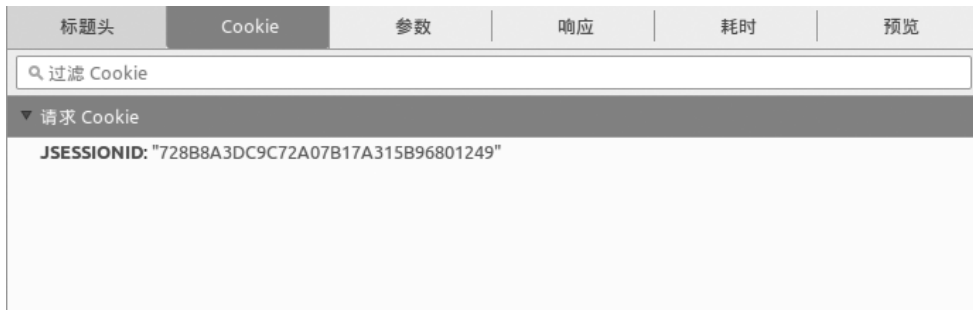 标题头 Cookie 参数 响应 耗时 预览
过滤 Cookie
请求 Cookie
JSESSIONID: "728B8A3DC9C72A07B17A315B96801249"